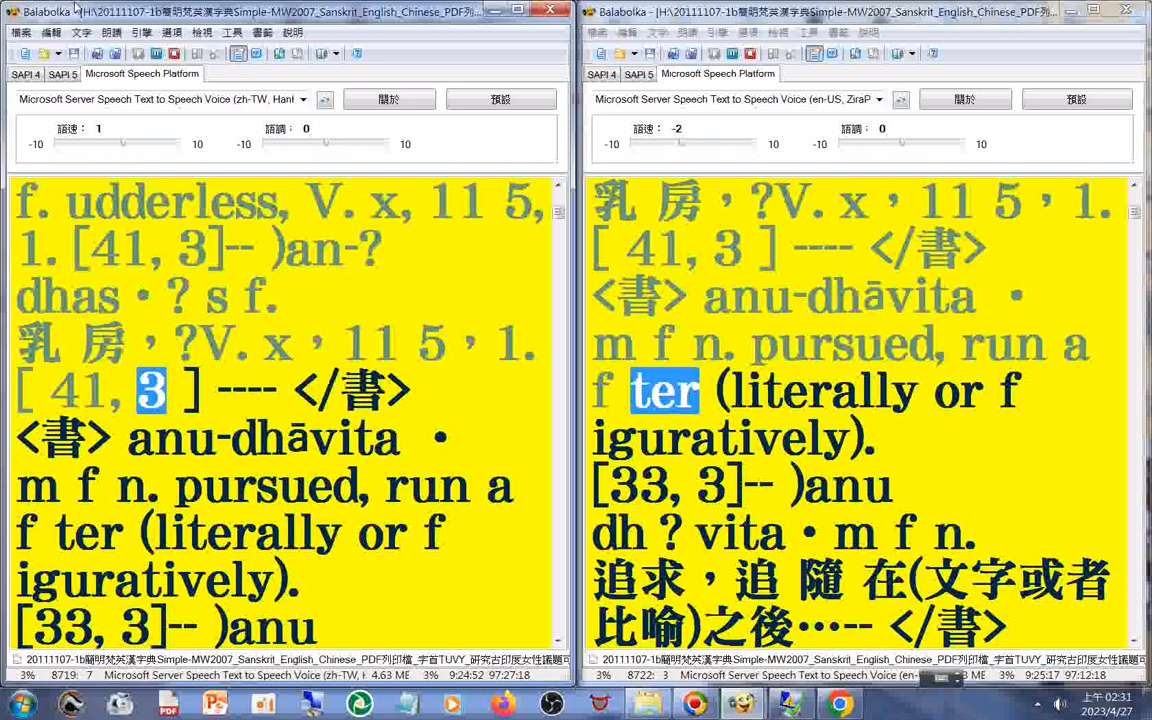 Balabolka - [H:\20111107-1b簡明梵英漢字典Simple-MW2007_Sanskrit_English_Chinese_PDF列...
檔案 編輯 文字 朗讀 引擎 選項 檢視 工具 書籤 說明
SAPI 4 SAPI 5 Microsoft Speech Platform
Microsoft Server Speech Text to Speech Voice (zh-TW, Hanl
關於 預設
語速： 1 語調： 0
-10 10 -10 10
f. udderless, V. x, 11 5,
1. [41, 3]-- )an-?
dhas • ? s f.
乳 房，?V. x，11 5，1.
[ 41, 3 ] ---- </書>
<書> anu-dhāvita •
m f n. pursued, run a
f ter (literally or f
iguratively).
[33, 3]-- )anu
20111107-1b簡明梵英漢字典Simple-MW2007_Sanskrit_English_Chinese_PDF列印檔_字首TUVY_研究古印度女性議題可
3% 8719: 7 Microsoft Server Speech Text to Speech Voice (zh-TW, H 4.63 ME 3% 9:24:52 97:27:18
Balabolka - [H:\20111107-1b簡明梵英漢字典Simple-MW2007_Sanskrit_English_Chinese_PDF列...
檔案 編輯 文字 朗讀 引擎 選項 檢視 工具 書籤 說明
SAPI 4 SAPI 5 Microsoft Speech Platform
Microsoft Server Speech Text to Speech Voice (en-US, ZiraP
關於 預設
語速： -2 語調： 0
-10 10 -10 10
乳 房，?V. x，11 5，1.
[ 41, 3 ] ---- </書>
<書> anu-dhāvita •
m f n. pursued, run a
f ter (literally or f
iguratively).
[33, 3]-- )anu
dh ? vita • m f n.
追求，追 隨 在(文字或者
比喻)之後…-- </書>
20111107-1b簡明梵英漢字典Simple-MW2007_Sanskrit_English_Chinese_PDF列印檔_字首TUVY_研究古印度女性議題可
3% 8722: 3 Microsoft Server Speech Text to Speech Voice (en-US 3 ME 3% 9:25:17 97:12:18
上午 02:31
2023/4/27